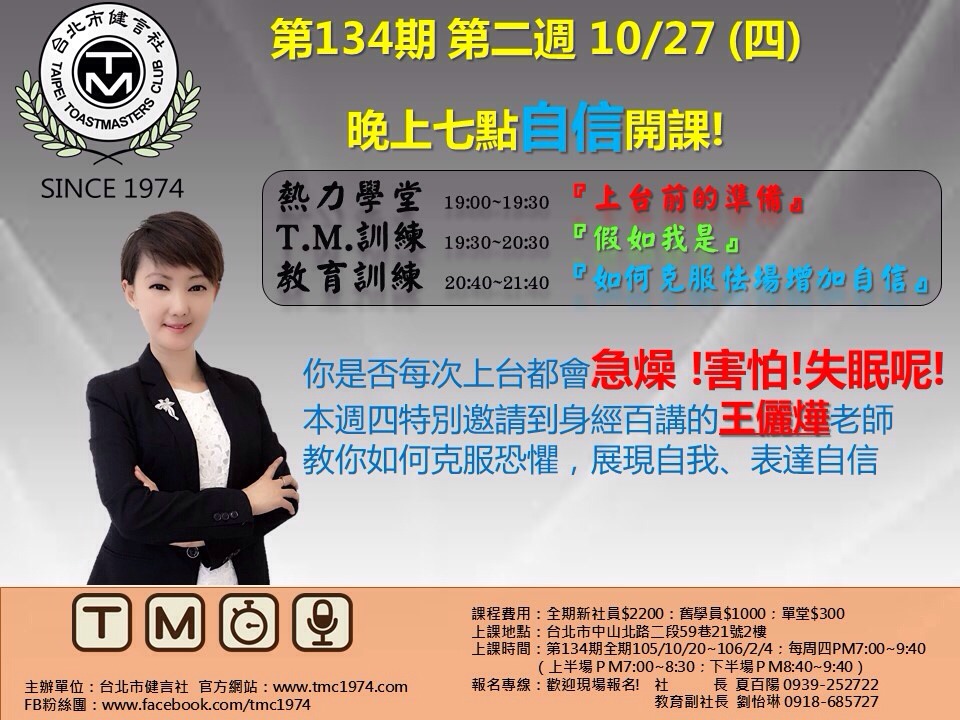 台北市健言社
TAIPEI TOASTMASTERS CLUB
TM
SINCE 1974
第134期 第二週 10/27 (四)
晚上七點自信開課!
熱力學堂 19:00~19:30 『上台前的準備』
T.M.訓練 19:30~20:30 『假如我是』
教育訓練 20:40~21:40 『如何克服怯場增加自信』
你是否每次上台都會急燥 !害怕!失眠呢!
本週四特別邀請到身經百講的王儷燁老師
教你如何克服恐懼，展現自我、表達自信
T M
主辦單位：台北市健言社 官方網站：www.tmc1974.com
FB粉絲團：www.facebook.com/tmc1974
課程費用：全期新社員$2200；舊學員$1000；單堂$300
上課地點：台北市中山北路二段59巷21號2樓
上課時間：第134期全期105/10/20~106/2/4；每周四PM7:00~9:40
（上半場ＰM7:00~8:30；下半場ＰM8:40~9:40）
報名專線：歡迎現場報名! 社 長 夏百陽 0939-252722
教育副社長 劉怡琳 0918-685727